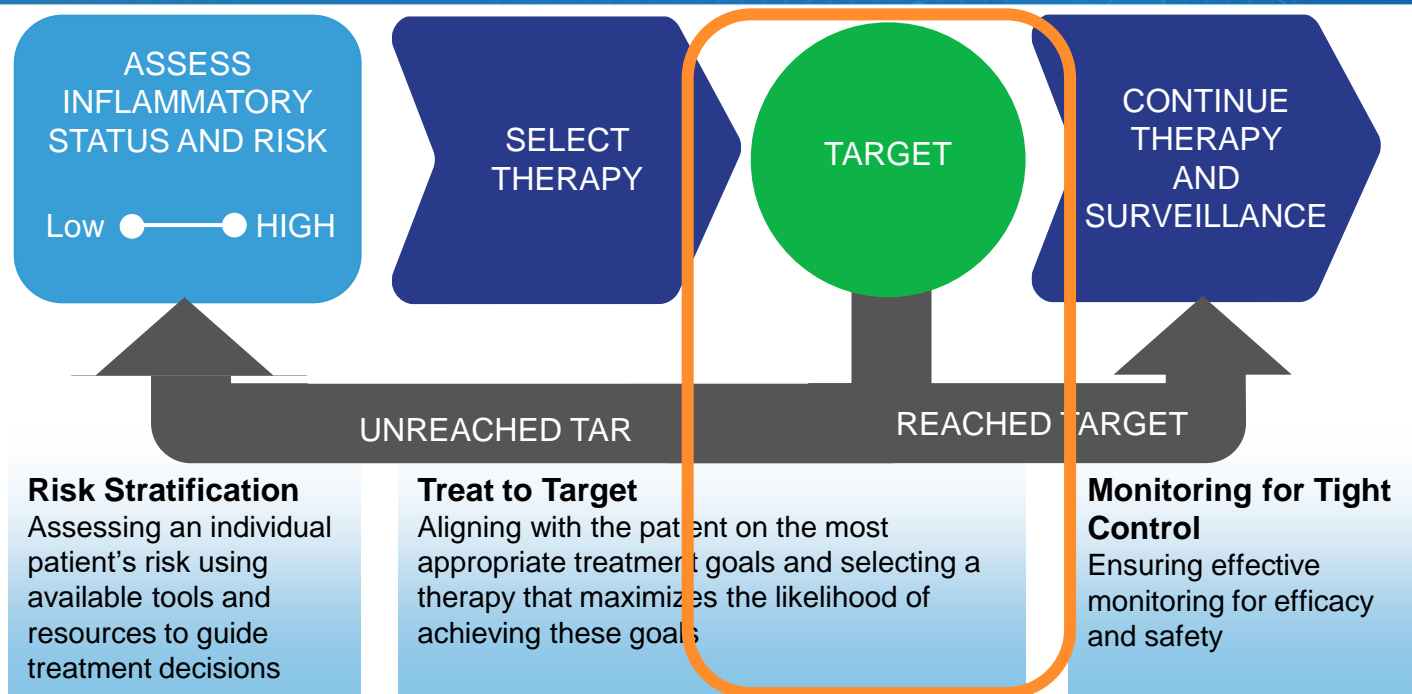 ASSESS
INFLAMMATORY
STATUS AND RISK
Low
HIGH
SELECT
THERAPY
TARGET
CONTINUE
THERAPY
AND
SURVEILLANCE
UNREACHED TAR
REACHED TARGET
Risk Stratification
Assessing an individual
patient’s risk using
available tools and
resources to guide
treatment decisions
Treat to Target
Aligning with the patient on the most
appropriate treatment goals and selecting a
therapy that maximizes the likelihood of
achieving these goals
Monitoring for Tight
Control
Ensuring effective
monitoring for efficacy
and safety